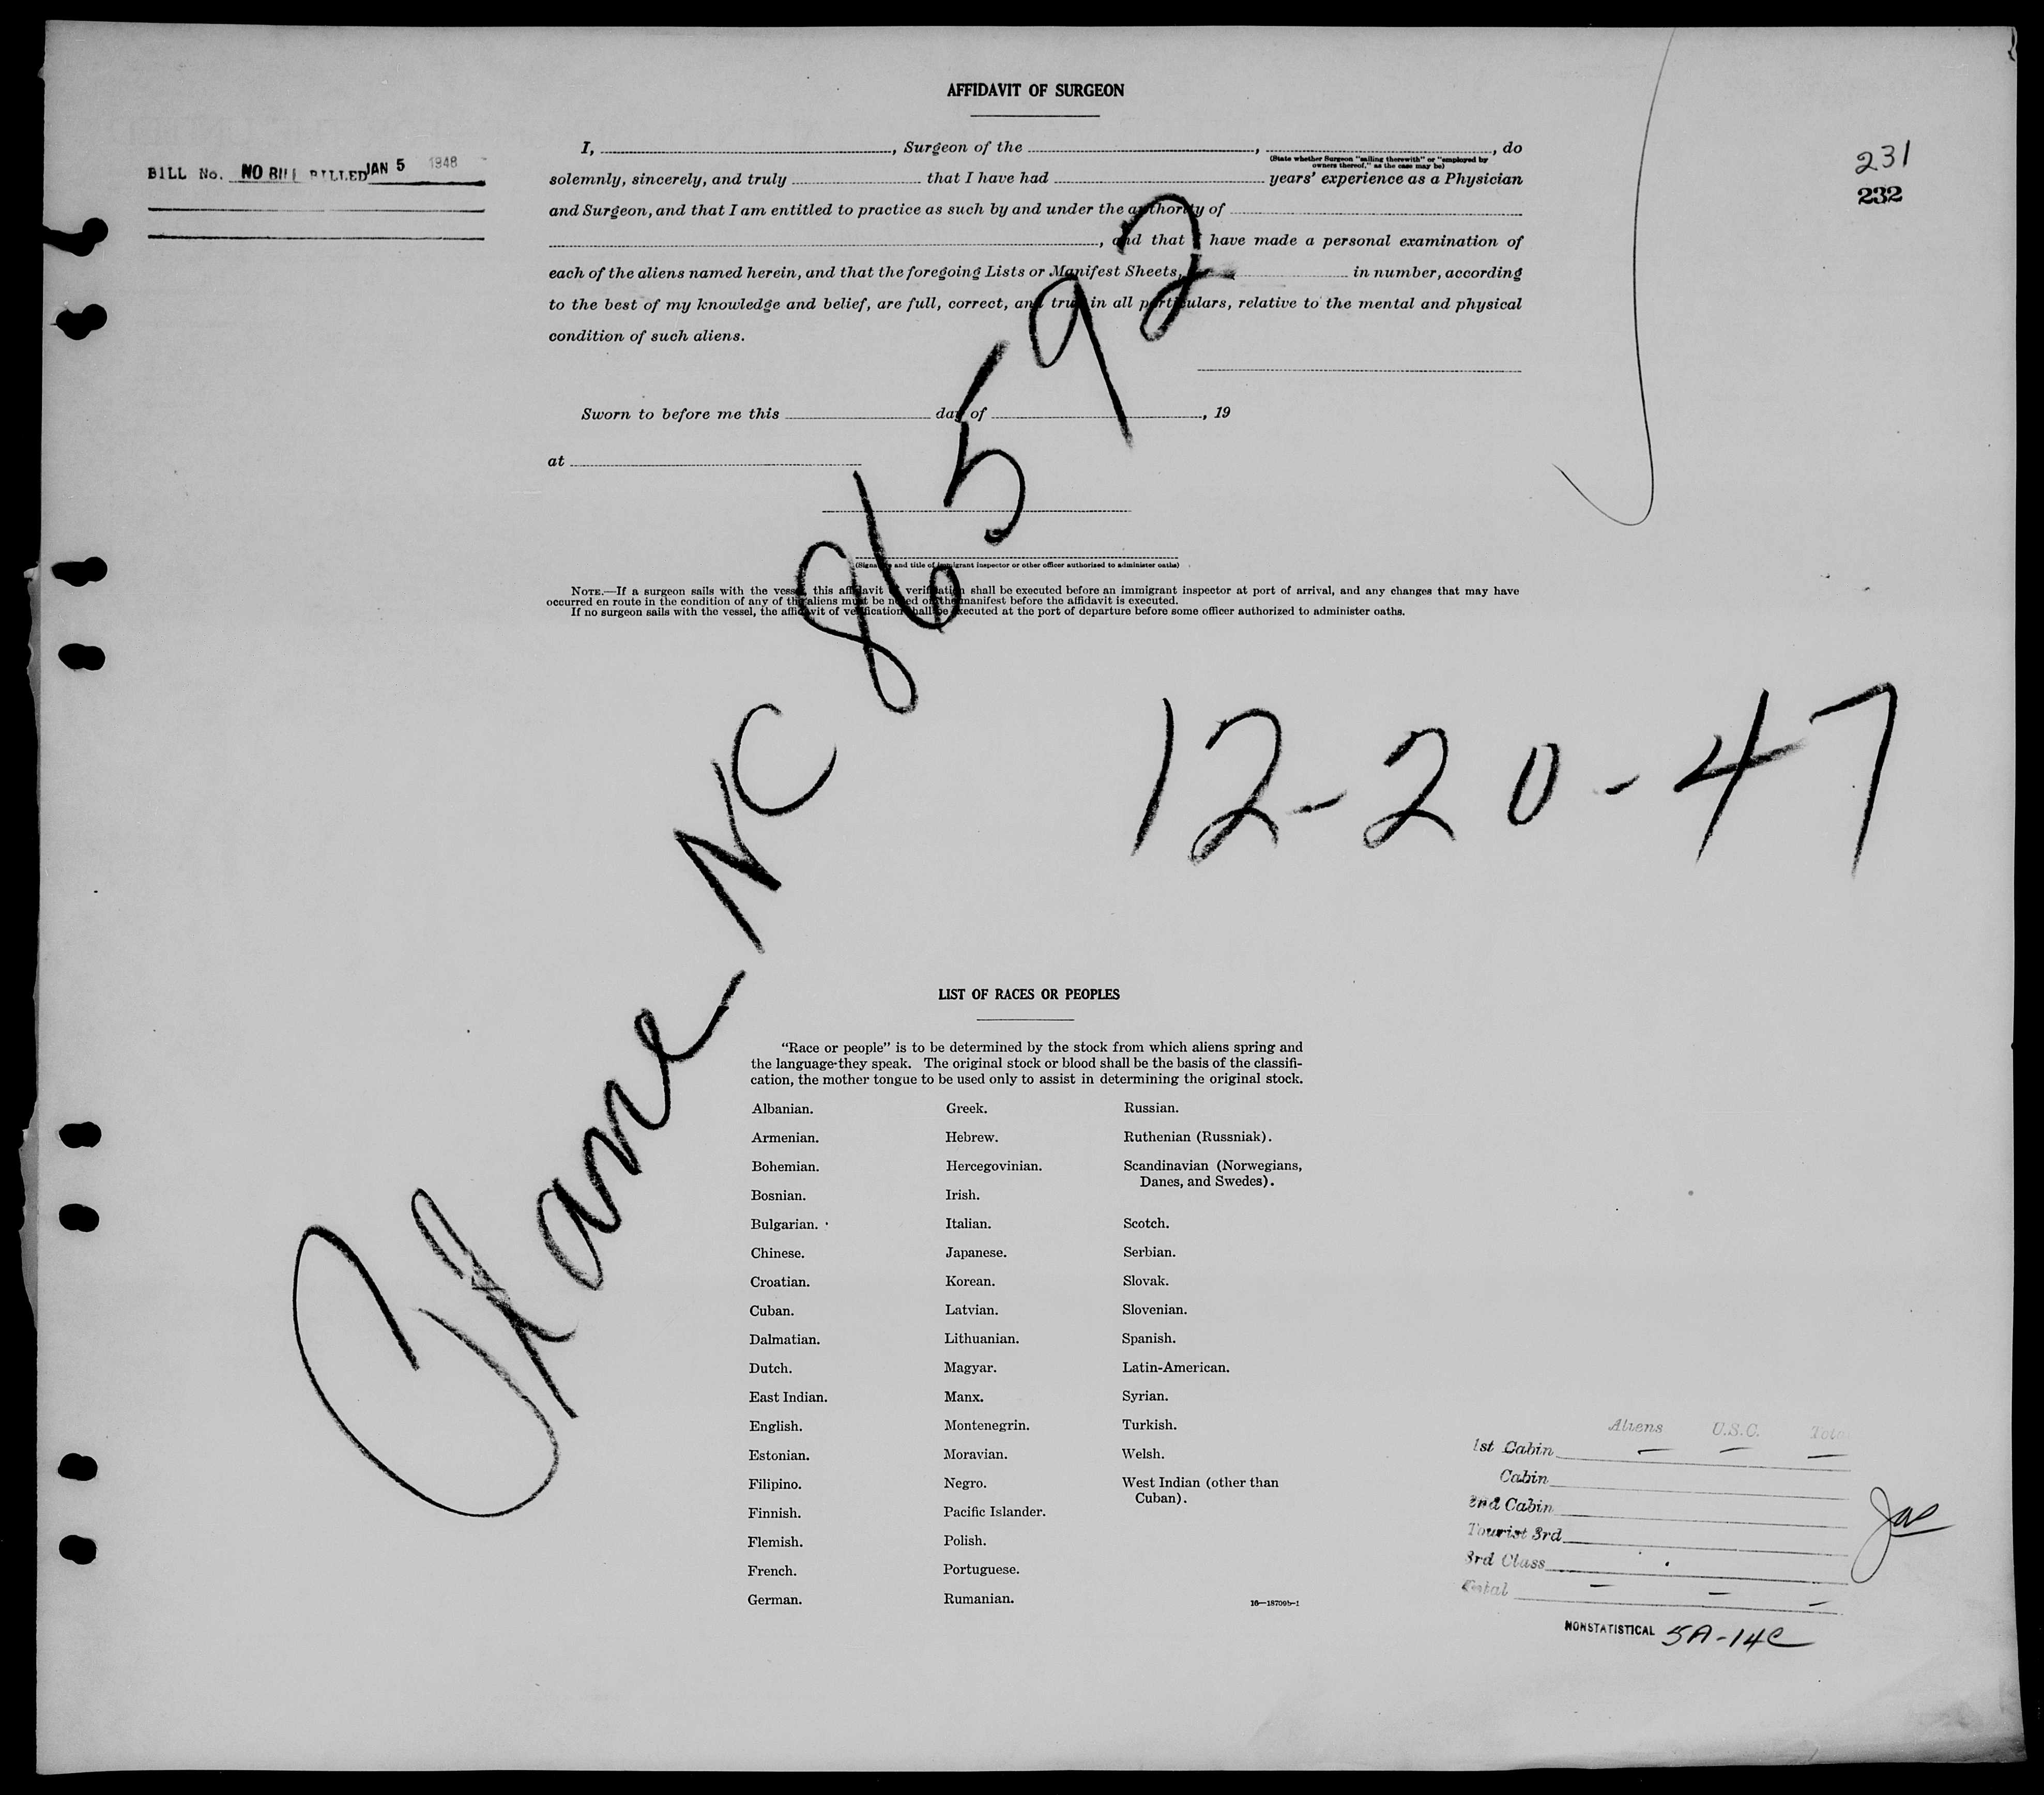 AFFIDAVIT OF SURGEON
231
232
BILL No. NO BILL BILLED JAN 5 1948
I, , Surgeon of the , , do
(State whether Surgeon "sailing therewith" or "employed by owners thereof," as the case may be)
solemnly, sincerely, and truly that I have had years' experience as a Physician
and Surgeon, and that I am entitled to practice as such by and under the authority of
, and that I have made a personal examination of
each of the aliens named herein, and that the foregoing Lists or Manifest Sheets, in number, according
to the best of my knowledge and belief, are full, correct, and true in all particulars, relative to the mental and physical
condition of such aliens.
Sworn to before me this day of , 19
at
(Signature and title of immigrant inspector or other officer authorized to administer oaths)
NOTE.—If a surgeon sails with the vessel, this affidavit of verification shall be executed before an immigrant inspector at port of arrival, and any changes that may have
occurred en route in the condition of any of the aliens must be noted on the manifest before the affidavit is executed.
If no surgeon sails with the vessel, the affidavit of verification shall be executed at the port of departure before some officer authorized to administer oaths.
Plane NC 86592
12-20-47
LIST OF RACES OR PEOPLES
"Race or people" is to be determined by the stock from which aliens spring and
the language they speak. The original stock or blood shall be the basis of the classifi-
cation, the mother tongue to be used only to assist in determining the original stock.
Albanian.
Armenian.
Bohemian.
Bosnian.
Bulgarian.
Chinese.
Croatian.
Cuban.
Dalmatian.
Dutch.
East Indian.
English.
Estonian.
Filipino.
Finnish.
Flemish.
French.
German.
Greek.
Hebrew.
Hercegovinian.
Irish.
Italian.
Japanese.
Korean.
Latvian.
Lithuanian.
Magyar.
Manx.
Montenegrin.
Moravian.
Negro.
Pacific Islander.
Polish.
Portuguese.
Rumanian.
Russian.
Ruthenian (Russniak).
Scandinavian (Norwegians,
Danes, and Swedes).
Scotch.
Serbian.
Slovak.
Slovenian.
Spanish.
Latin-American.
Syrian.
Turkish.
Welsh.
West Indian (other than
Cuban).
16—18709b-1
Aliens U.S.C. Total
1st Cabin — — —
Cabin
2nd Cabin
Tourist 3rd
3rd Class
Total — — —
NONSTATISTICAL 5A-14C